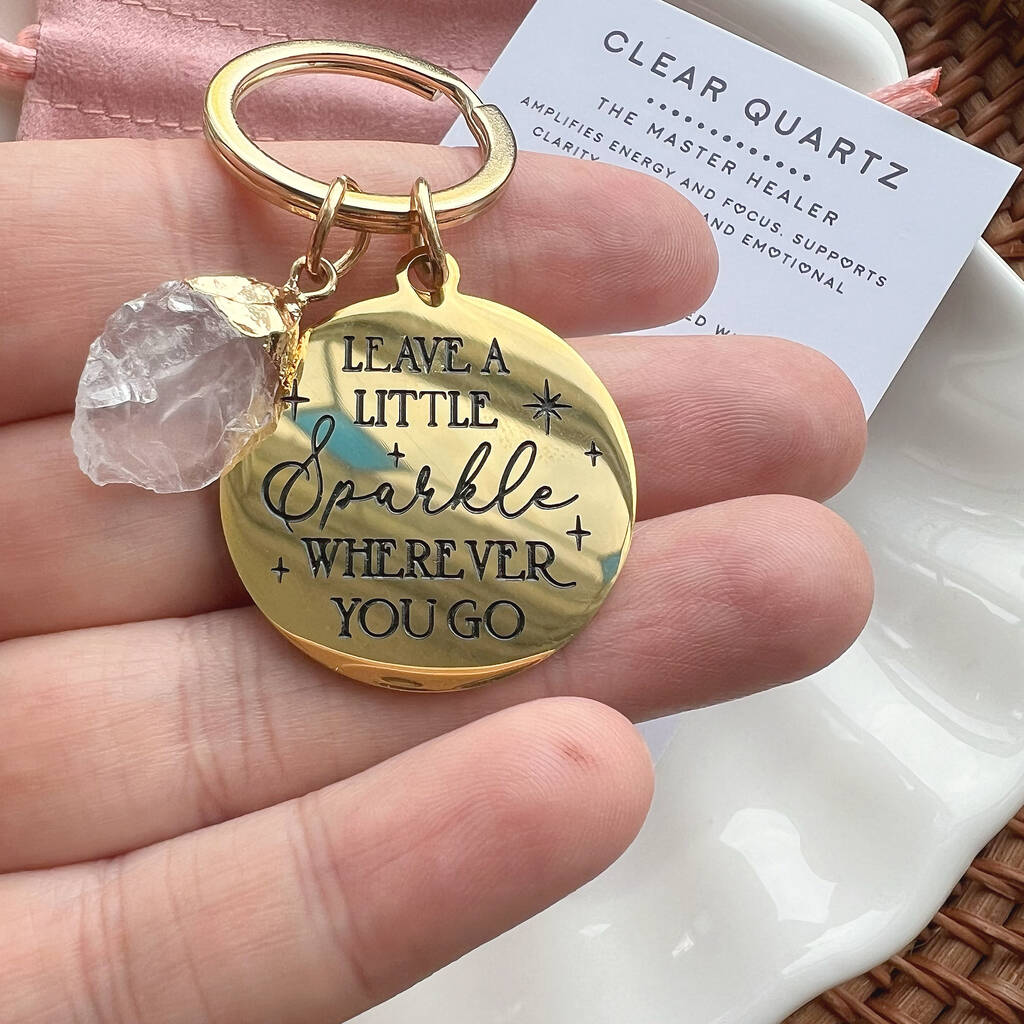 CLEAR QUARTZ
THE MASTER HEALER
AMPLIFIES ENERGY AND FOCUS. SUPPORTS
CLARITY AND EMOTIONAL
LEAVE A
LITTLE
Sparkle
WHEREVER
YOU GO